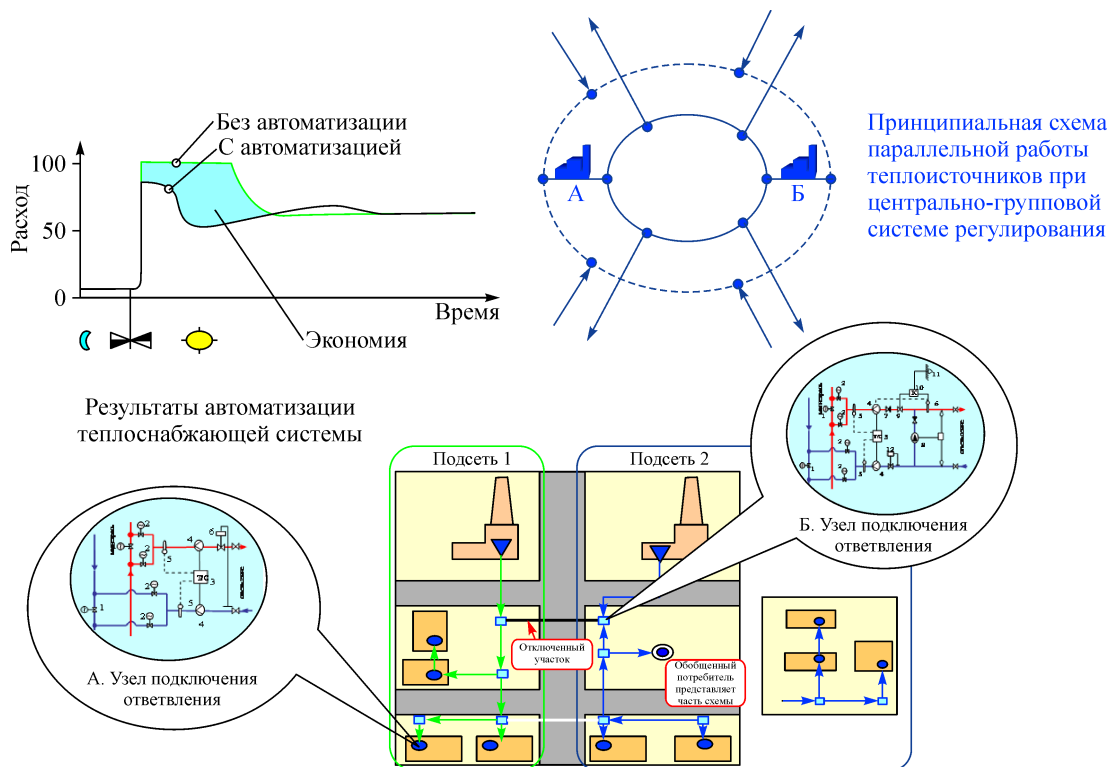 Без автоматизации
С автоматизацией
100
50
0
Расход
Время
Экономия
Результаты автоматизации
теплоснабжающей системы
А
Б
Принципиальная схема
параллельной работы
теплоисточников при
центрально-групповой
системе регулирования
Подсеть 1
Подсеть 2
Отключенный
участок
Обобщенный
потребитель
представляет
часть схемы
А. Узел подключения
ответвления
Б. Узел подключения
ответвления